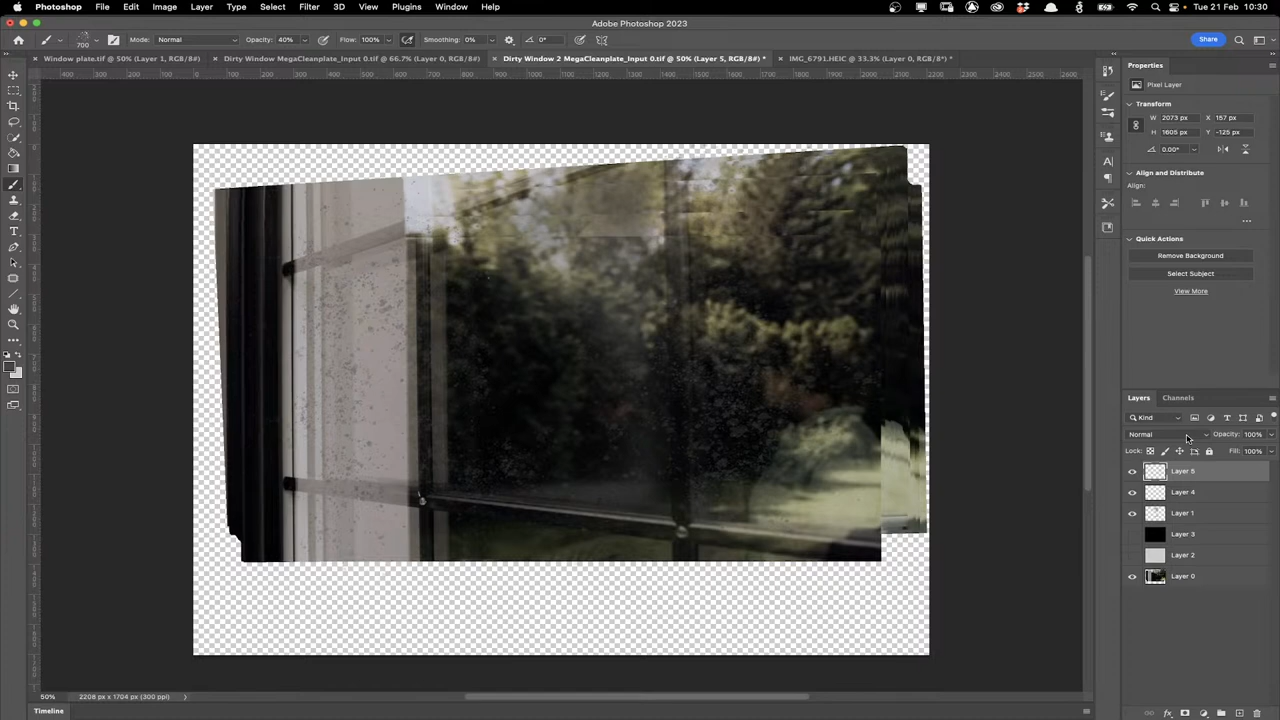 Photoshop File Edit Image Layer Type Select Filter 3D View Plugins Window Help Tue 21 Feb 10:30
Adobe Photoshop 2023
700 Mode: Normal Opacity: 40% Flow: 100% Smoothing: 0% 0° Share
Window plate.tif @ 50% (Layer 1, RGB/8#) Dirty Window MegaCleanplate_Input 0.tif @ 66.7% (Layer 0, RGB/8#) Dirty Window 2 MegaCleanplate_Input 0.tif @ 50% (Layer 5, RGB/8#) * IMG_6791.HEIC @ 33.3% (Layer 0, RGB/8*) *
Properties
Pixel Layer
Transform
W 2073 px X 157 px
H 1605 px Y -125 px
0.00°
Align and Distribute
Align:
Quick Actions
Remove Background
Select Subject
View More
Layers Channels
Kind
Normal Opacity: 100%
Lock: Fill: 100%
Layer 5
Layer 4
Layer 1
Layer 3
Layer 2
Layer 0
50% 2208 px x 1704 px (300 ppi)
Timeline